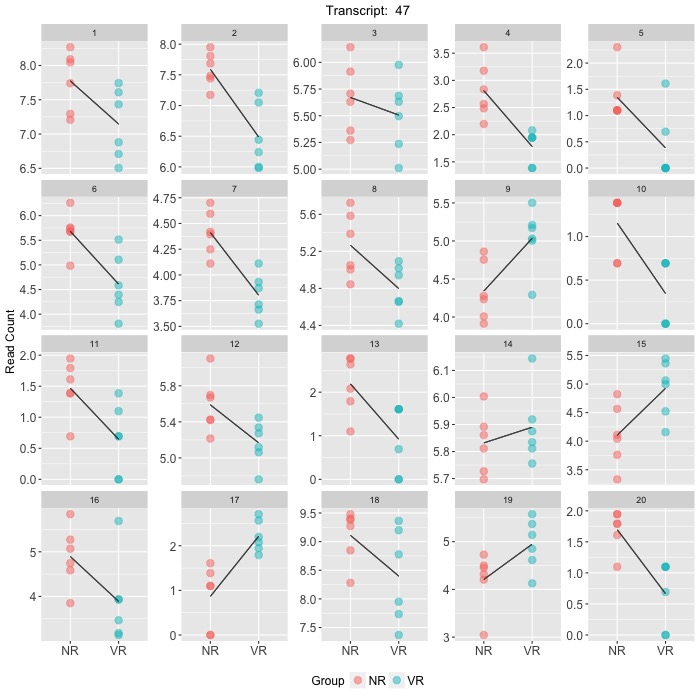 Transcript: 47
1 2 3 4 5
8.0 7.5 7.0 6.5
8.0 7.5 7.0 6.5 6.0
6.00 5.75 5.50 5.25 5.00
3.5 3.0 2.5 2.0 1.5
2.0 1.5 1.0 0.5 0.0
6 7 8 9 10
6.0 5.5 5.0 4.5 4.0
4.75 4.50 4.25 4.00 3.75 3.50
5.6 5.2 4.8 4.4
5.5 5.0 4.5 4.0
1.0 0.5 0.0
Read Count
11 12 13 14 15
2.0 1.5 1.0 0.5 0.0
5.8 5.4 5.0
2 1 0
6.1 6.0 5.9 5.8 5.7
5.5 5.0 4.5 4.0 3.5
16 17 18 19 20
5 4
2 1 0
9.5 9.0 8.5 8.0 7.5
5 4 3
2.0 1.5 1.0 0.5 0.0
NR VR NR VR NR VR NR VR NR VR
Group NR VR